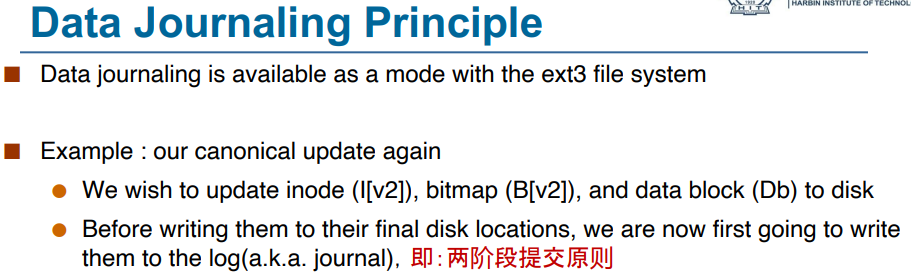 HARBIN INSTITUTE OF TECHNOL
Data Journaling Principle
Data journaling is available as a mode with the ext3 file system
Example : our canonical update again
We wish to update inode (I[v2]), bitmap (B[v2]), and data block (Db) to disk
Before writing them to their final disk locations, we are now first going to write
them to the log(a.k.a. journal)，即：两阶段提交原则